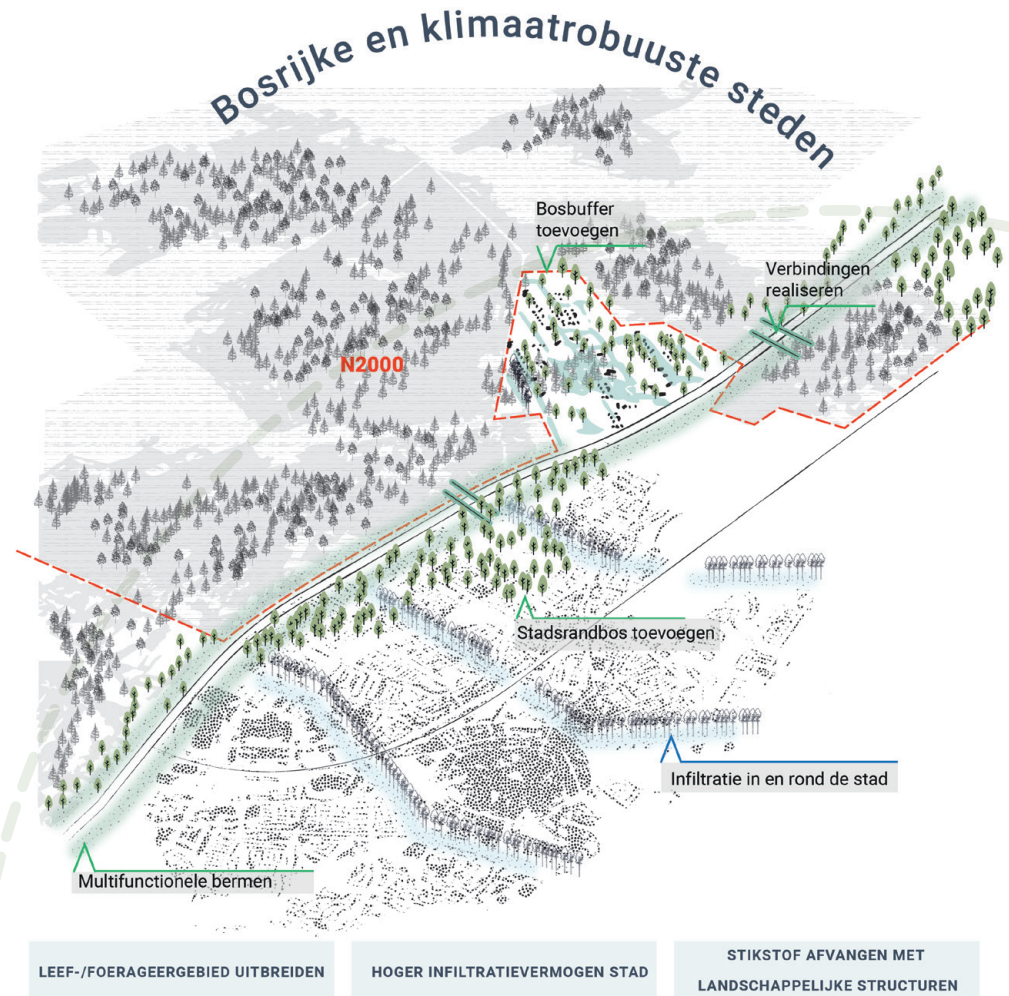 Bosrijke en klimaatrobuuste steden
Bosbuffer
toevoegen
Verbindingen
realiseren
N2000
Stadsrandbos toevoegen
Infiltratie in en rond de stad
Multifunctionele bermen
LEEF-/FOERAGEERGEBIED UITBREIDEN
HOGER INFILTRATIEVERMOGEN STAD
STIKSTOF AFVANGEN MET
LANDSCHAPPELIJKE STRUCTUREN